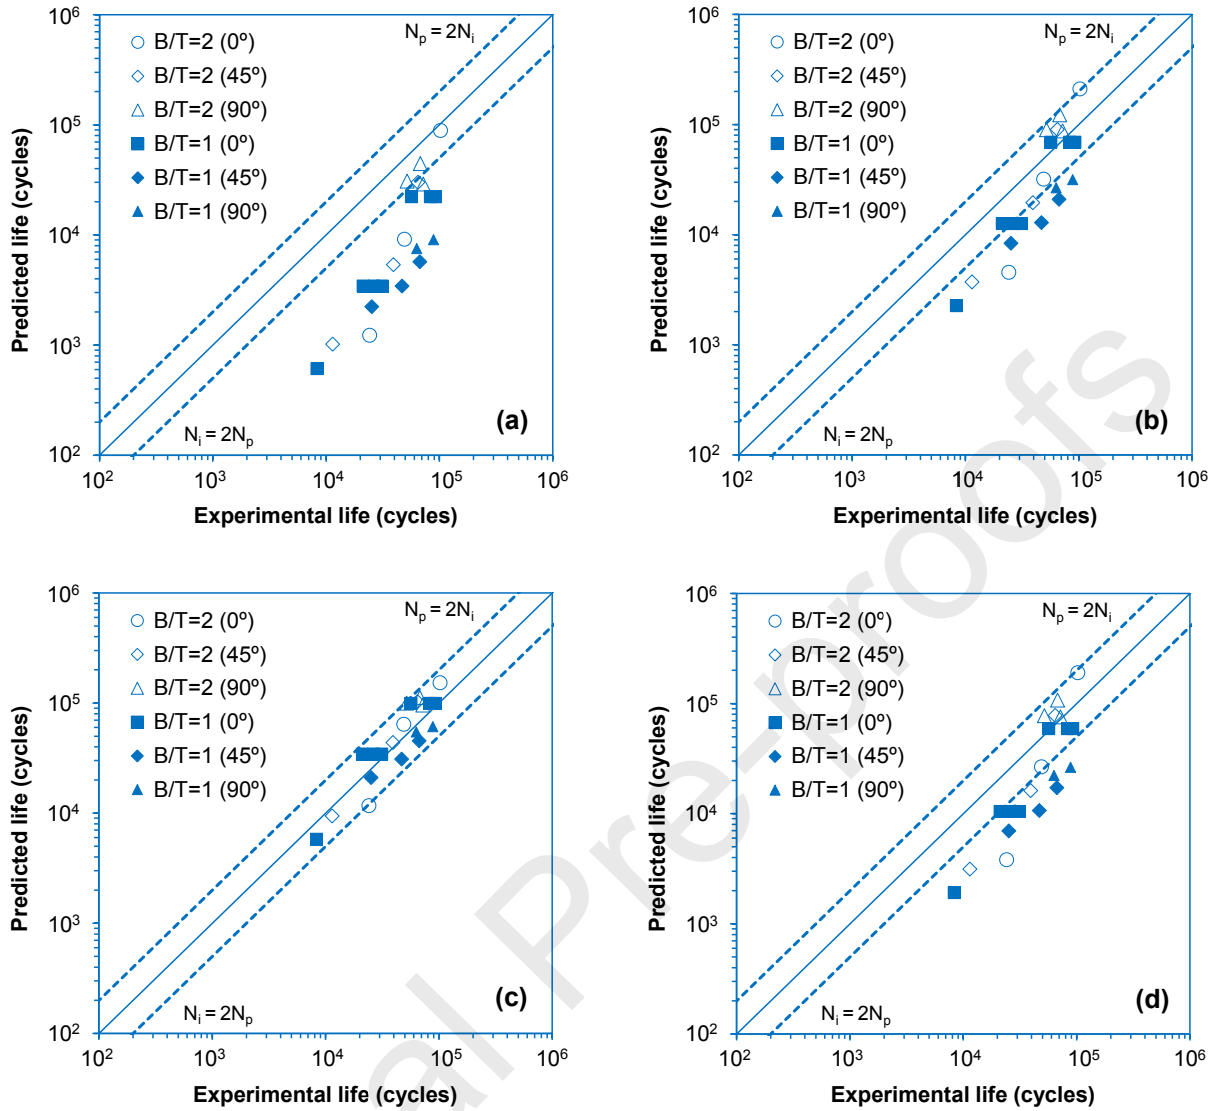 10⁶
10⁵
10⁴
10³
10²
Predicted life (cycles)
B/T=2 (0º)
B/T=2 (45º)
B/T=2 (90º)
B/T=1 (0º)
B/T=1 (45º)
B/T=1 (90º)
Nₚ = 2Nᵢ
Nᵢ = 2Nₚ
(a)
10² 10³ 10⁴ 10⁵ 10⁶
Experimental life (cycles)
10⁶
10⁵
10⁴
10³
10²
Predicted life (cycles)
B/T=2 (0º)
B/T=2 (45º)
B/T=2 (90º)
B/T=1 (0º)
B/T=1 (45º)
B/T=1 (90º)
Nₚ = 2Nᵢ
Nᵢ = 2Nₚ
(b)
10² 10³ 10⁴ 10⁵ 10⁶
Experimental life (cycles)
10⁶
10⁵
10⁴
10³
10²
Predicted life (cycles)
B/T=2 (0º)
B/T=2 (45º)
B/T=2 (90º)
B/T=1 (0º)
B/T=1 (45º)
B/T=1 (90º)
Nₚ = 2Nᵢ
Nᵢ = 2Nₚ
(c)
10² 10³ 10⁴ 10⁵ 10⁶
Experimental life (cycles)
10⁶
10⁵
10⁴
10³
10²
Predicted life (cycles)
B/T=2 (0º)
B/T=2 (45º)
B/T=2 (90º)
B/T=1 (0º)
B/T=1 (45º)
B/T=1 (90º)
Nₚ = 2Nᵢ
Nᵢ = 2Nₚ
(d)
10² 10³ 10⁴ 10⁵ 10⁶
Experimental life (cycles)
al Pre-proofs